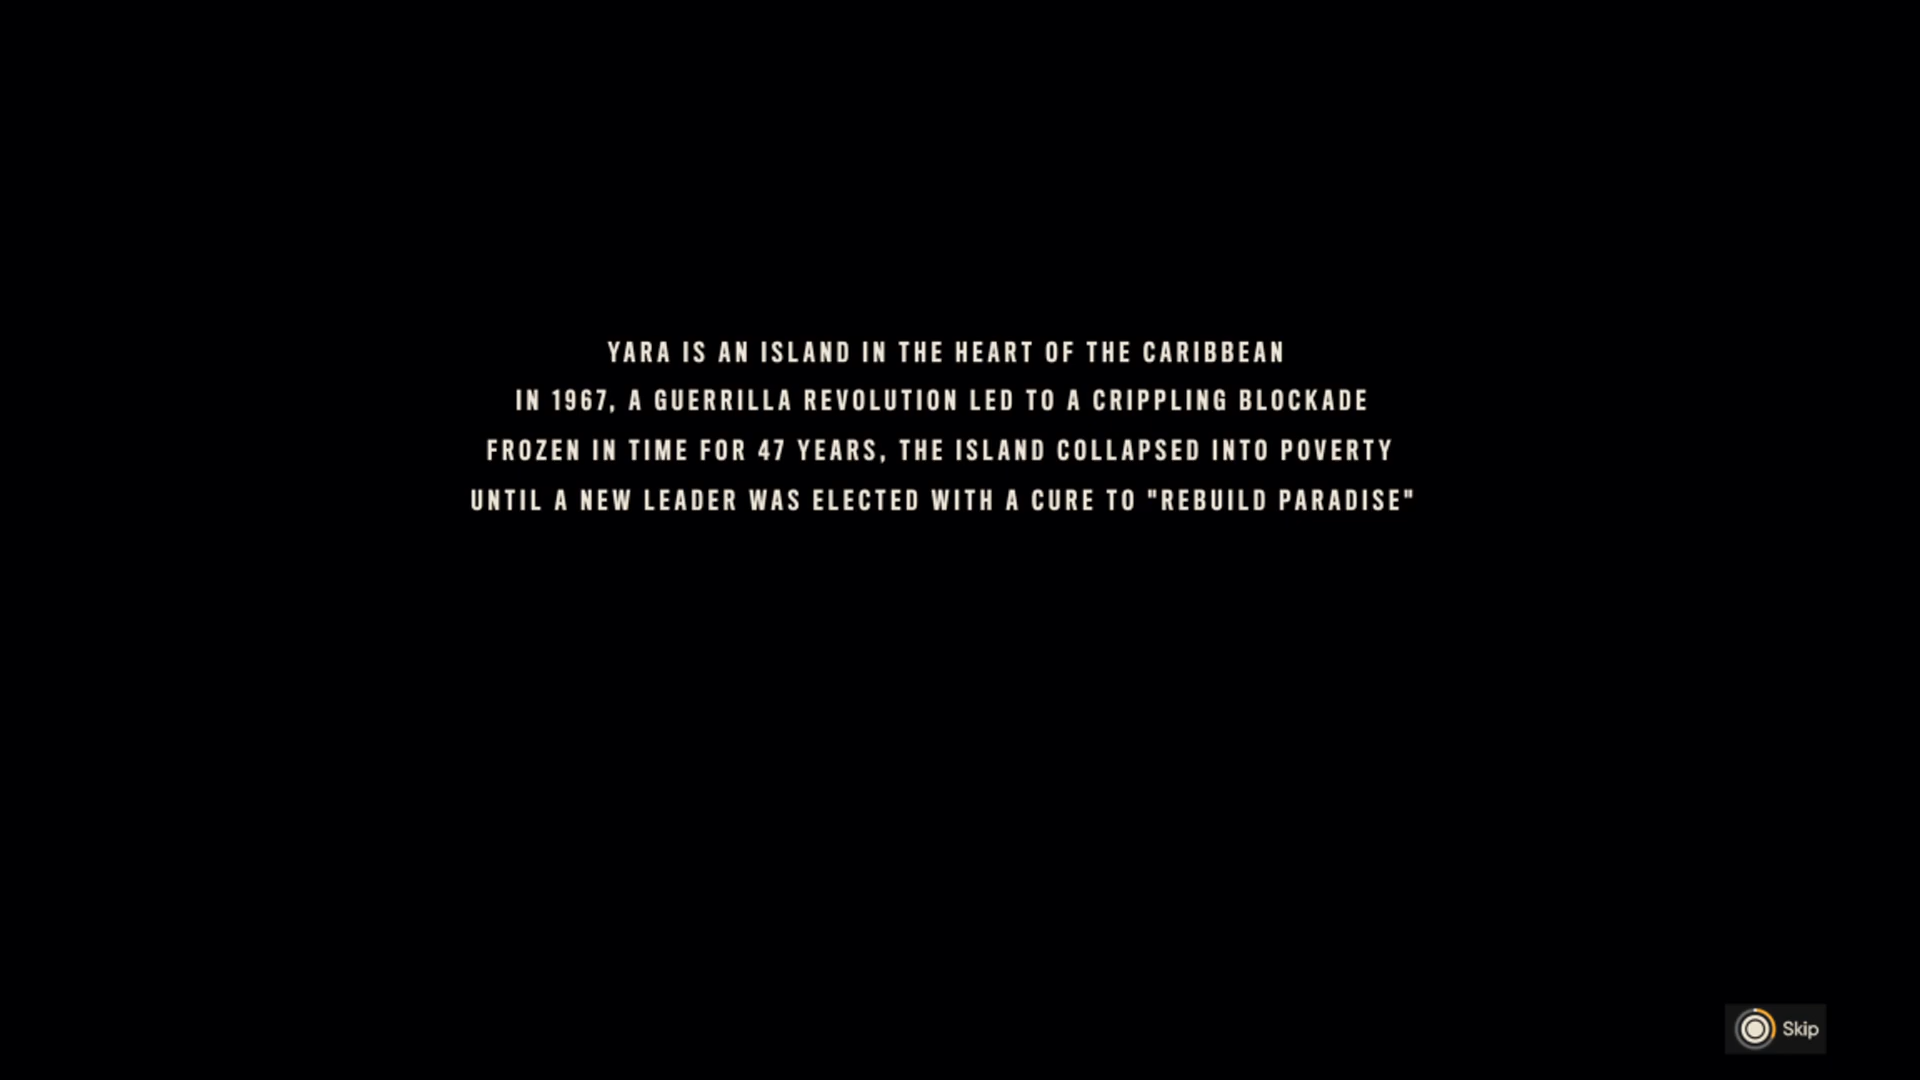 YARA IS AN ISLAND IN THE HEART OF THE CARIBBEAN
IN 1967, A GUERRILLA REVOLUTION LED TO A CRIPPLING BLOCKADE
FROZEN IN TIME FOR 47 YEARS, THE ISLAND COLLAPSED INTO POVERTY
UNTIL A NEW LEADER WAS ELECTED WITH A CURE TO "REBUILD PARADISE"
Skip